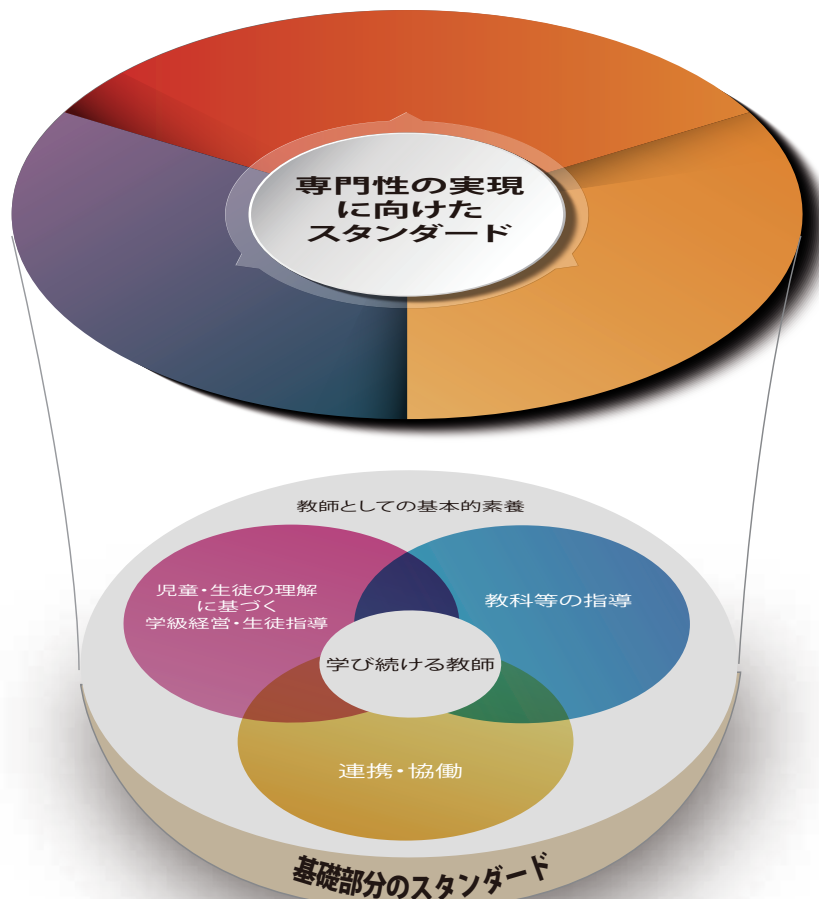 専門性の実現
に向けた
スタンダード
教師としての基本的素養
児童・生徒の理解
に基づく
学級経営・生徒指導
教科等の指導
学び続ける教師
連携・協働
基礎部分のスタンダード